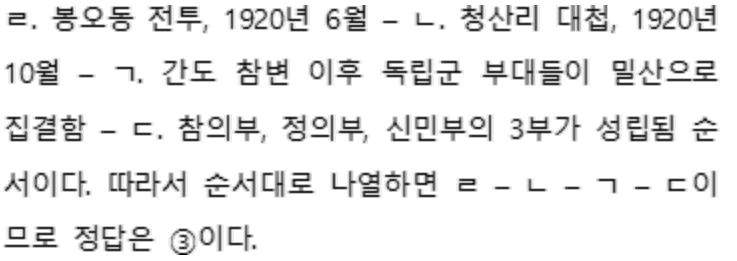 ㄹ. 봉오동 전투, 1920년 6월 – ㄴ. 청산리 대첩, 1920년
10월 – ㄱ. 간도 참변 이후 독립군 부대들이 밀산으로
집결함 – ㄷ. 참의부, 정의부, 신민부의 3부가 성립됨 순
서이다. 따라서 순서대로 나열하면 ㄹ – ㄴ – ㄱ – ㄷ이
므로 정답은 ③이다.